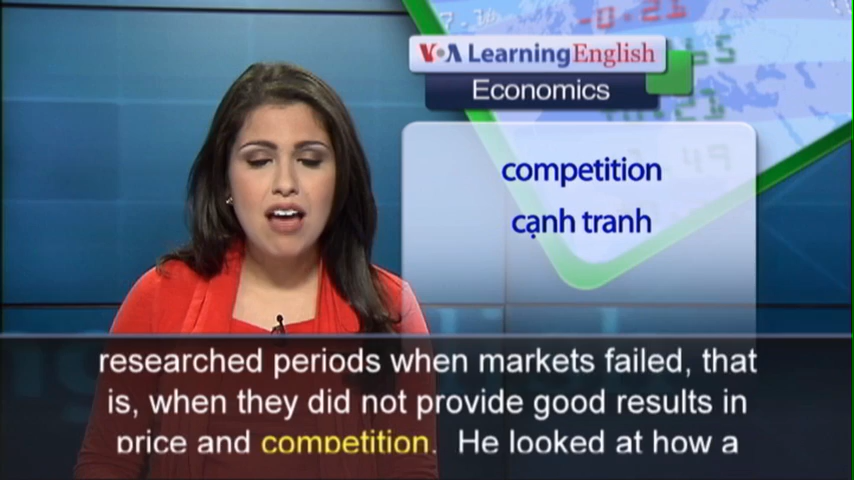 VOA Learning English
Economics
competition
cạnh tranh
researched periods when markets failed, that
is, when they did not provide good results in
price and competition. He looked at how a